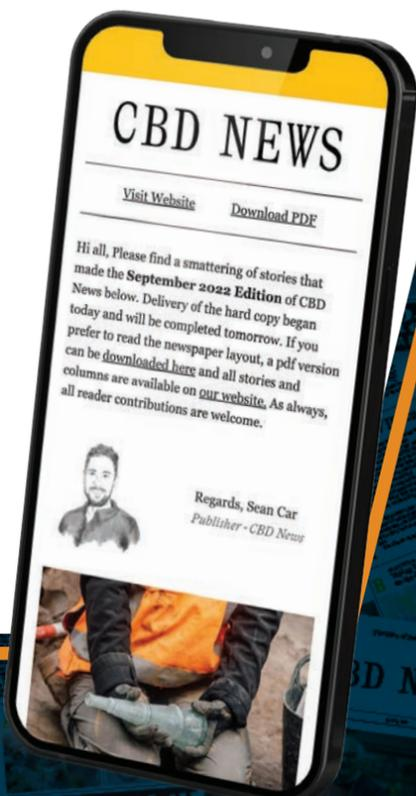 CBD NEWS
Visit Website Download PDF
Hi all, Please find a smattering of stories that
made the September 2022 Edition of CBD
News below. Delivery of the hard copy began
today and will be completed tomorrow. If you
prefer to read the newspaper layout, a pdf version
can be downloaded here and all stories and
columns are available on our website. As always,
all reader contributions are welcome.
Regards, Sean Car
Publisher - CBD News
BD N